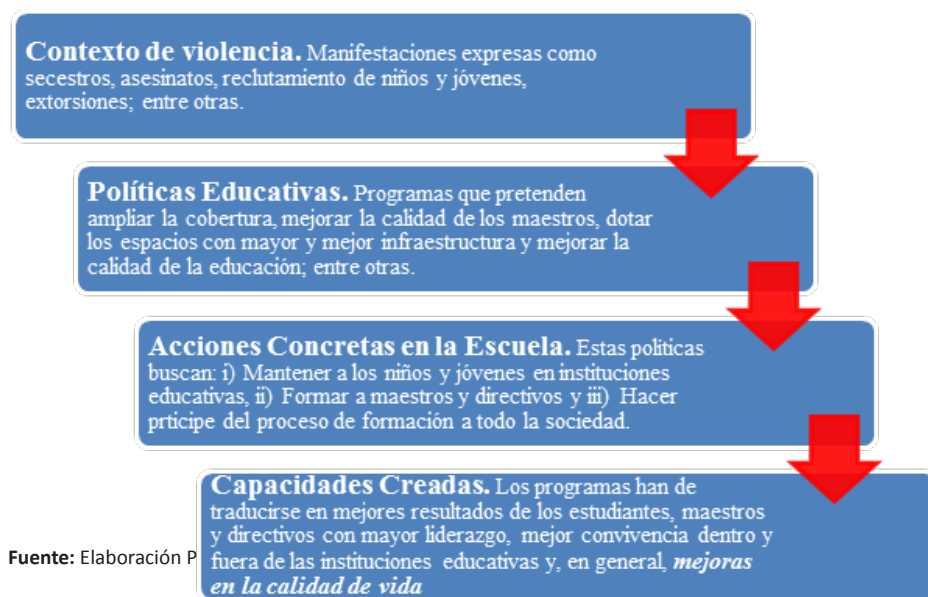 Contexto de violencia. Manifestaciones expresas como
secestros, asesinatos, reclutamiento de niños y jóvenes,
extorsiones; entre otras.
Políticas Educativas. Programas que pretenden
ampliar la cobertura, mejorar la calidad de los maestros, dotar
los espacios con mayor y mejor infraestructura y mejorar la
calidad de la educación; entre otras.
Acciones Concretas en la Escuela. Estas políticas
buscan: i) Mantener a los niños y jóvenes en instituciones
educativas, ii) Formar a maestros y directivos y iii) Hacer
prticipe del proceso de formación a todo la sociedad.
Capacidades Creadas. Los programas han de
traducirse en mejores resultados de los estudiantes, maestros
y directivos con mayor liderazgo, mejor convivencia dentro y
fuera de las instituciones educativas y, en general, mejoras
en la calidad de vida
Fuente: Elaboración P